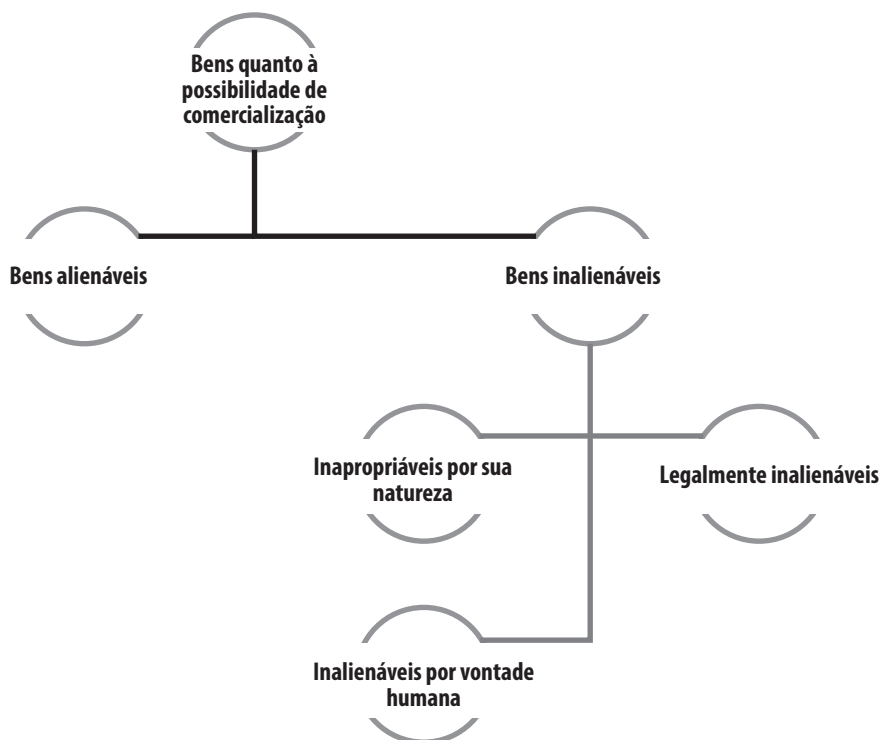 Bens quanto à
possibilidade de
comercialização
Bens alienáveis
Bens inalienáveis
Inapropriáveis por sua
natureza
Legalmente inalienáveis
Inalienáveis por vontade
humana